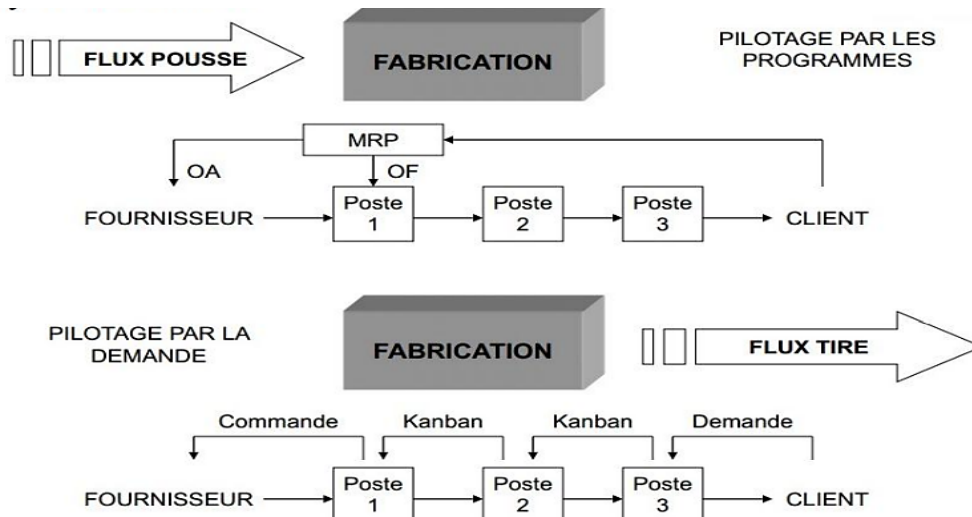 FLUX POUSSE
FABRICATION
PILOTAGE PAR LES
PROGRAMMES
MRP
OA
OF
FOURNISSEUR
Poste
1
Poste
2
Poste
3
CLIENT
PILOTAGE PAR LA
DEMANDE
FABRICATION
FLUX TIRE
Commande
Kanban
Kanban
Demande
FOURNISSEUR
Poste
1
Poste
2
Poste
3
CLIENT